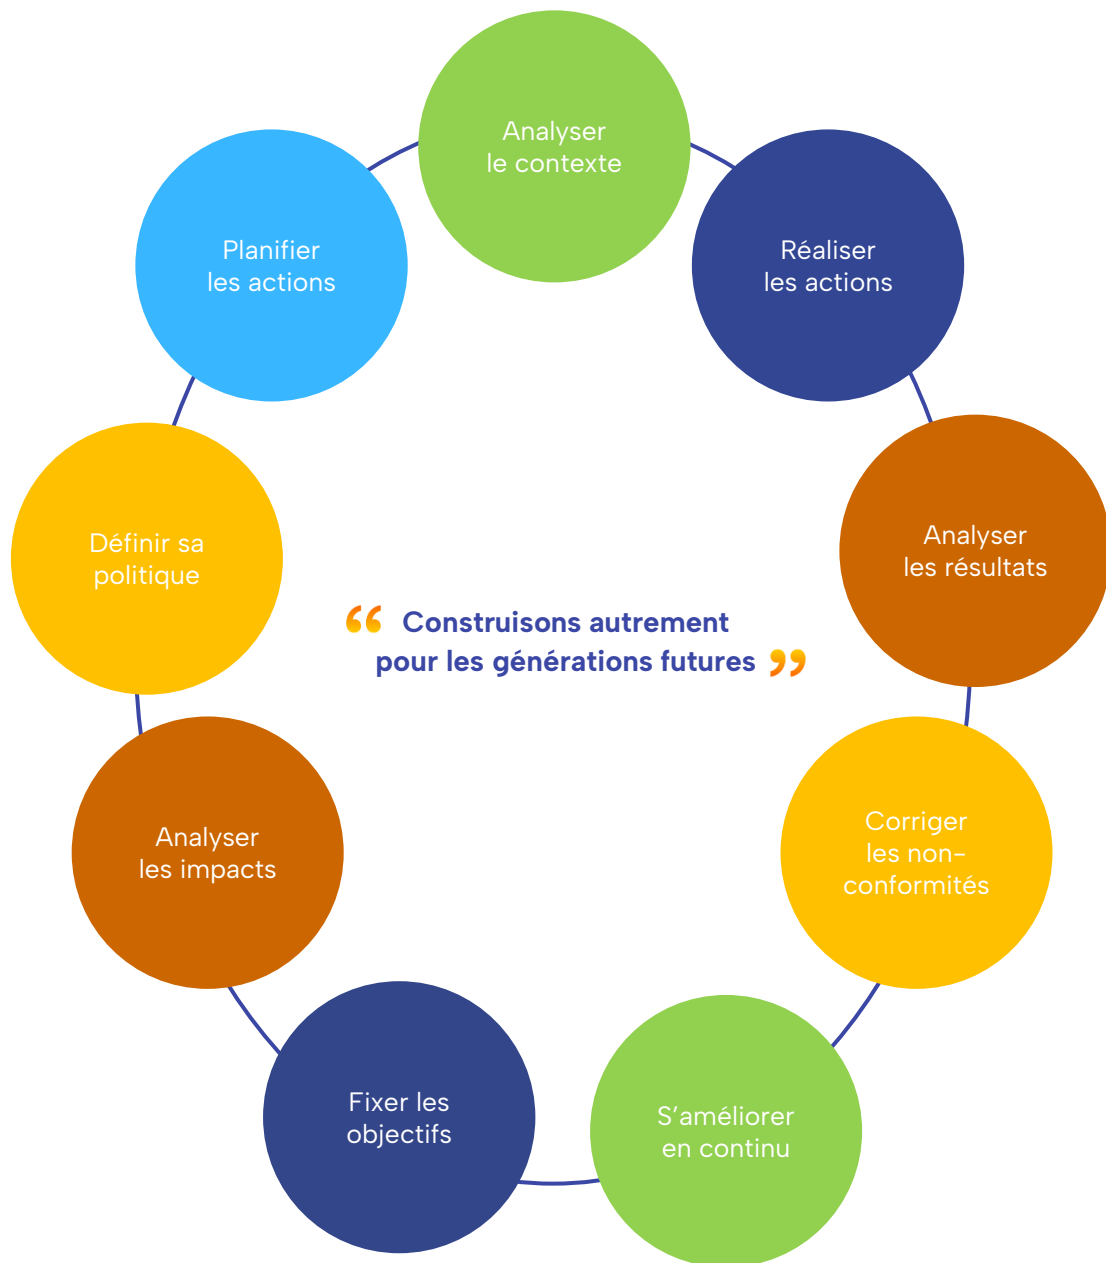 Analyser
le contexte
Réaliser
les actions
Analyser
les résultats
Corriger
les non-
conformités
S’améliorer
en continu
Fixer les
objectifs
Analyser
les impacts
Définir sa
politique
Planifier
les actions
“ Construisons autrement
pour les générations futures ”